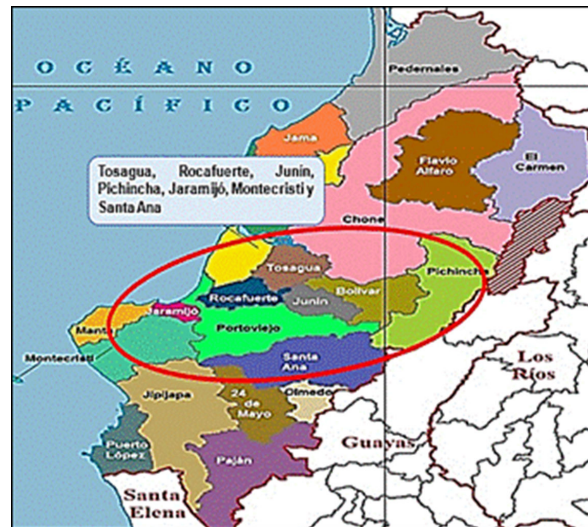 OCÉANO
PACÍFICO
Pedernales
Jama
Flavio
Alfaro
El
Carmen
Tosagua, Rocafuerte, Junín,
Pichincha, Jaramijó, Montecristi y
Santa Ana
Chone
Tosagua
Pichincha
Rocafuerte
Junín
Bolívar
Jaramijó
Manta
Portoviejo
Montecristi
Santa
Ana
Los
Ríos
Jipijapa
24
de
Mayo
Olmedo
Puerto
López
Paján
Guayas
Santa
Elena